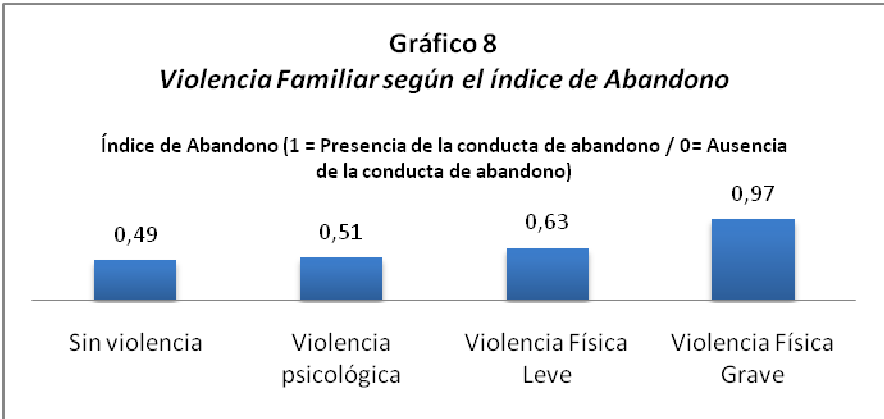 Gráfico 8
Violencia Familiar según el índice de Abandono
Índice de Abandono (1 = Presencia de la conducta de abandono / 0= Ausencia
de la conducta de abandono)
0,49
0,51
0,63
0,97
Sin violencia
Violencia
psicológica
Violencia Física
Leve
Violencia Física
Grave